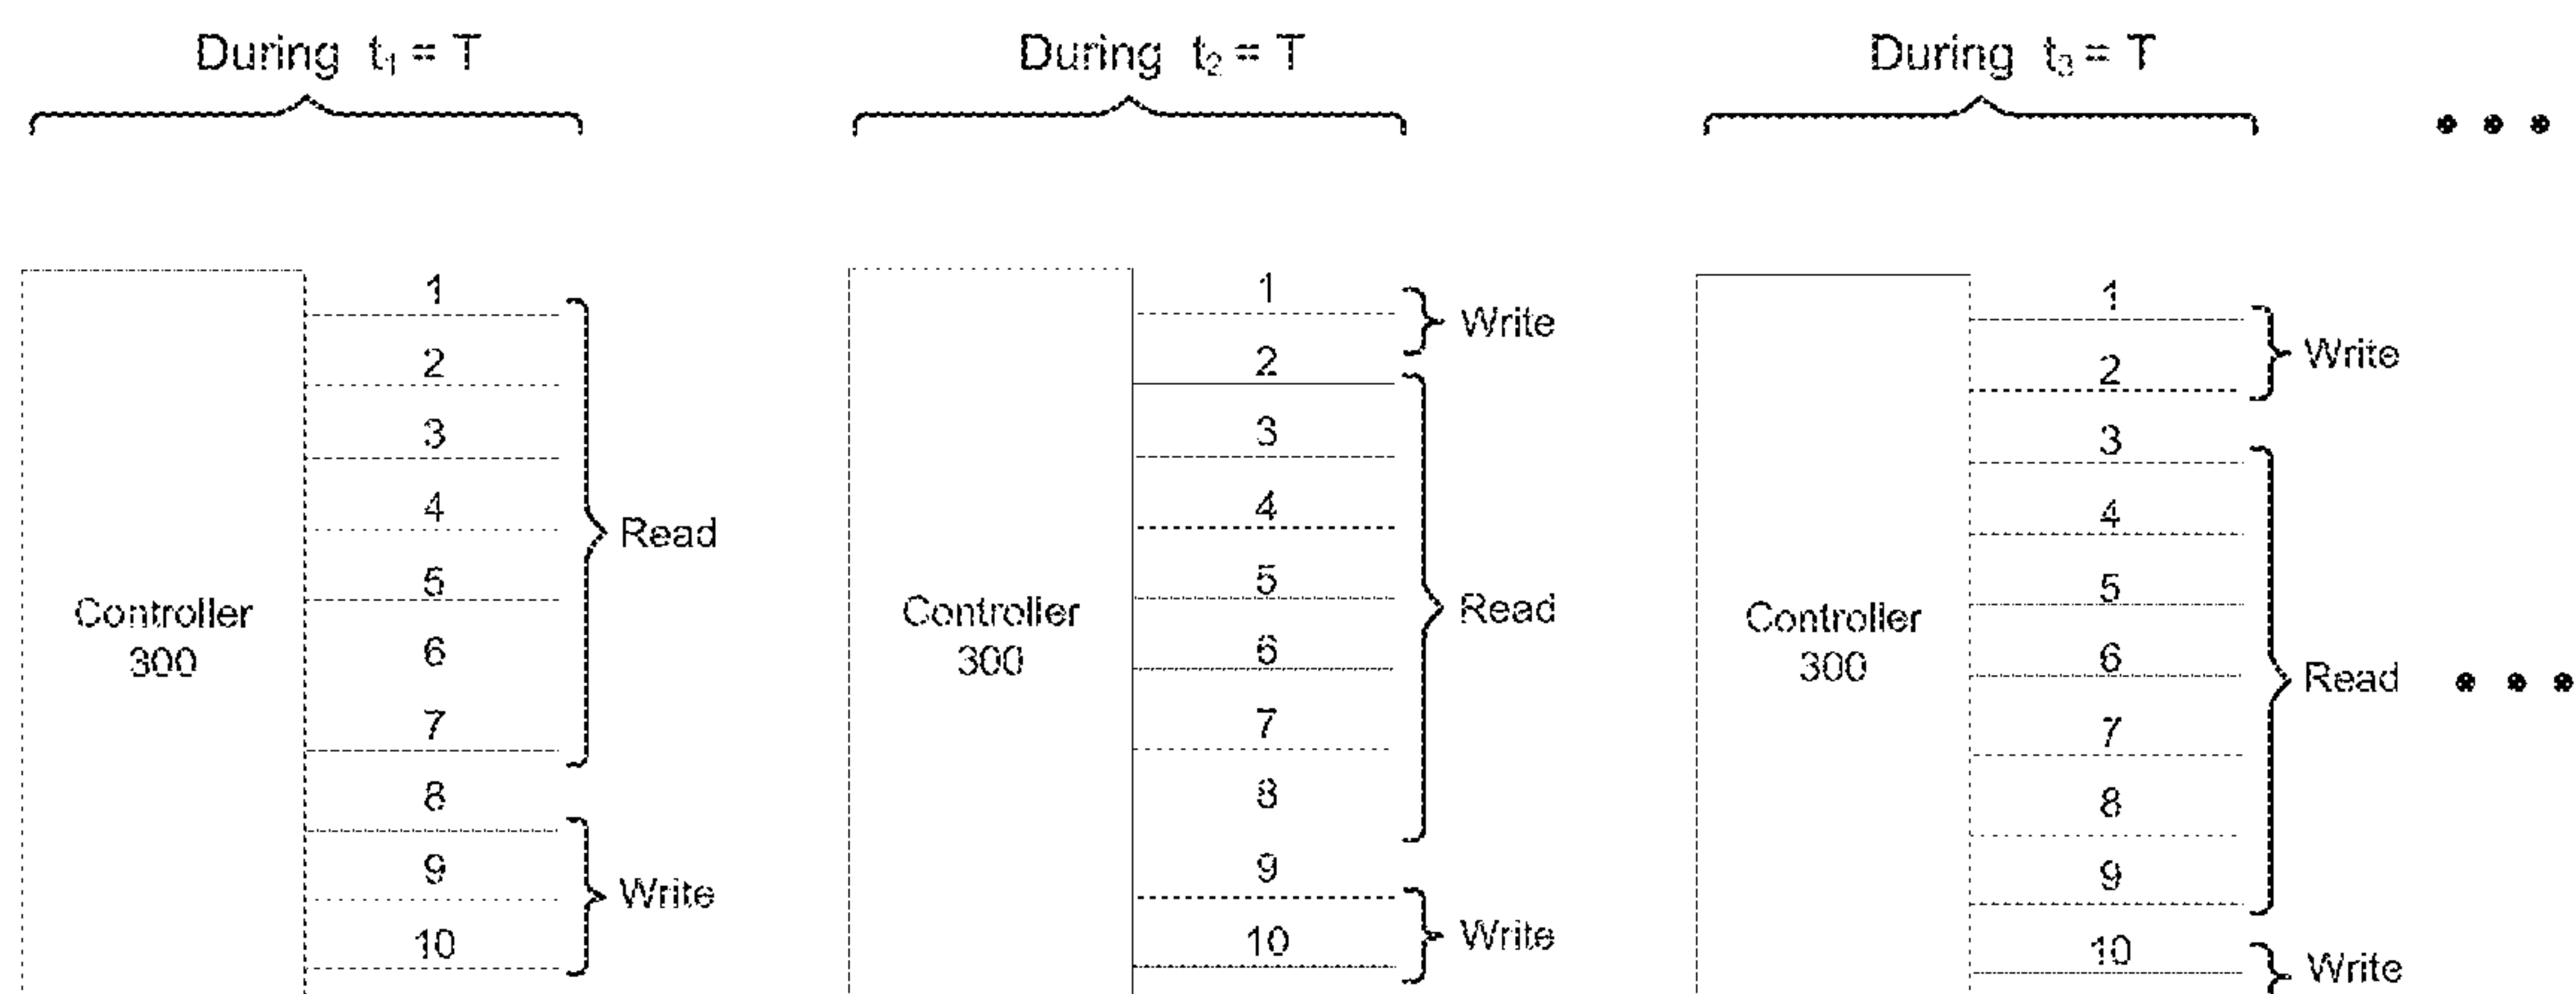 During t₁ = T
During t₂ = T
During t₃ = T
Controller
300
1
2
3
4
5
6
7
8
9
10
Read
Write
Controller
300
1
2
3
4
5
6
7
8
9
10
Write
Read
Write
Controller
300
1
2
3
4
5
6
7
8
9
10
Write
Read
Write